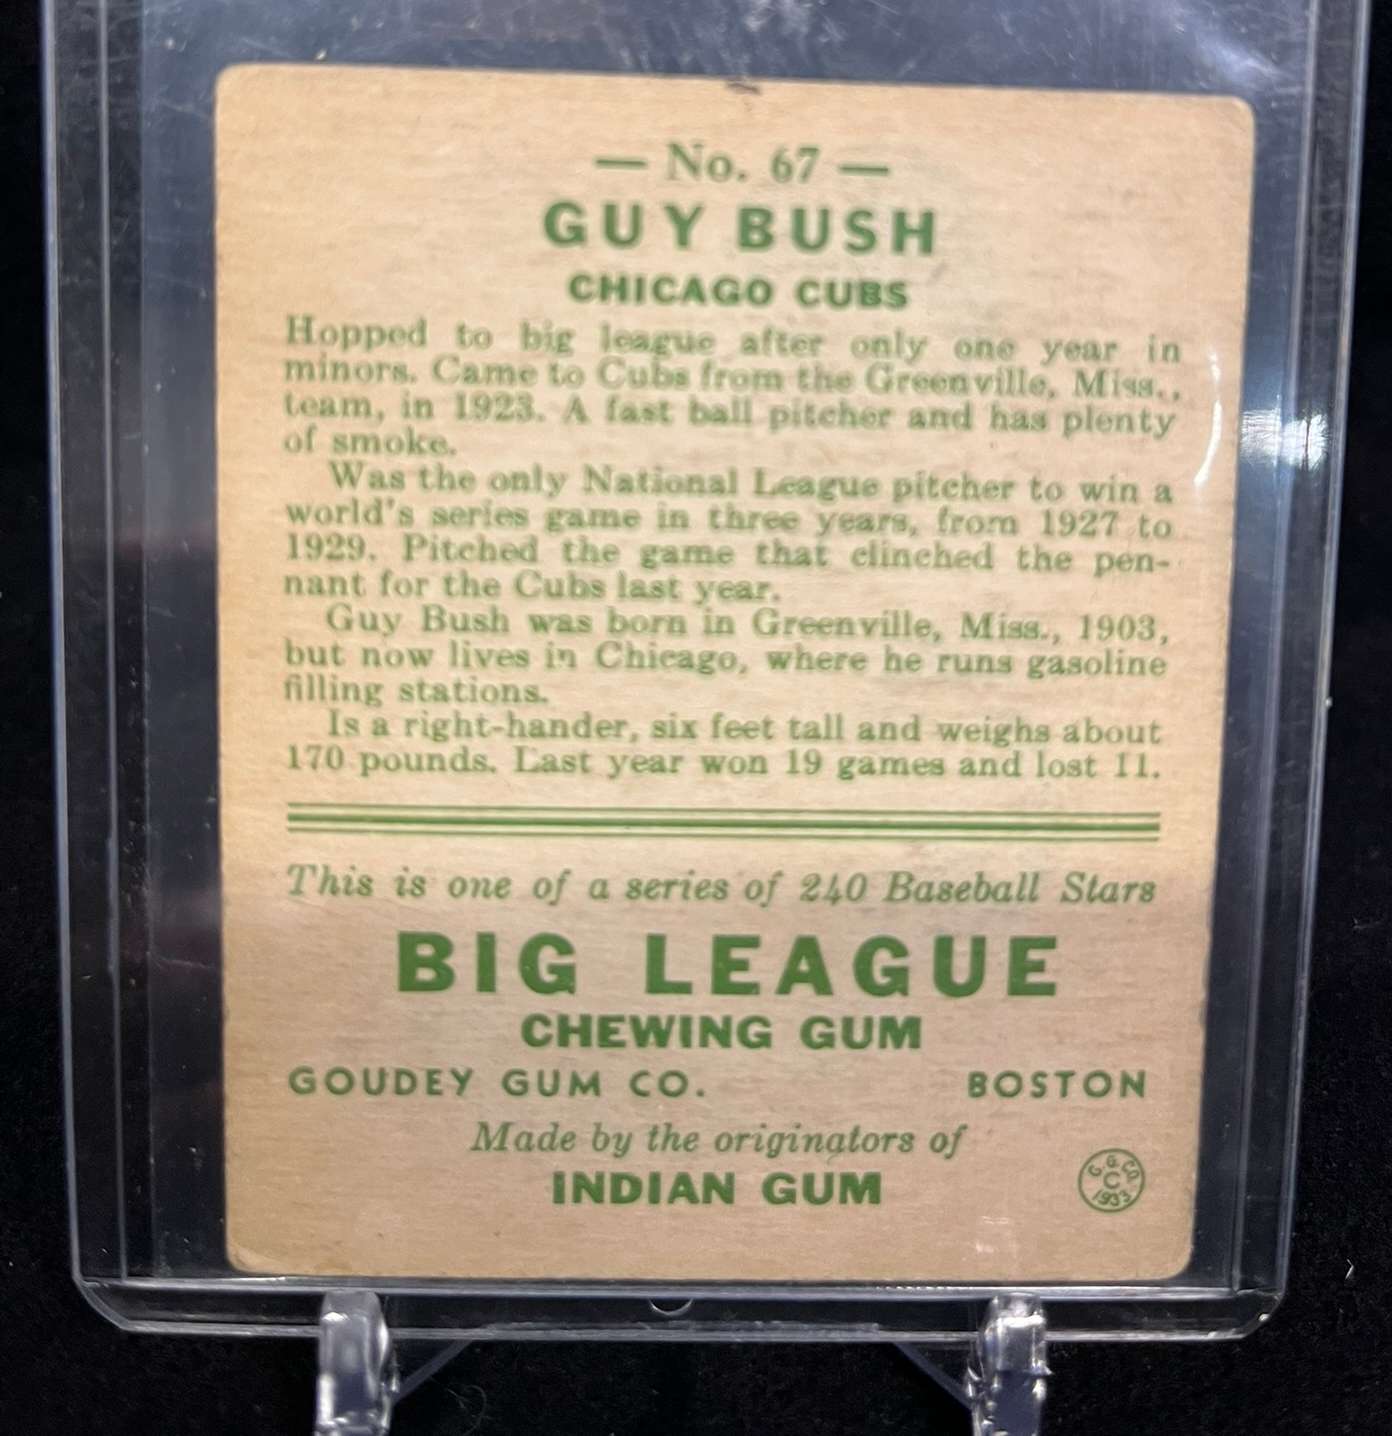 — No. 67 —
GUY BUSH
CHICAGO CUBS
Hopped to big league after only one year in
minors. Came to Cubs from the Greenville, Miss.,
team, in 1923. A fast ball pitcher and has plenty
of smoke.
Was the only National League pitcher to win a
world's series game in three years, from 1927 to
1929. Pitched the game that clinched the pen-
nant for the Cubs last year.
Guy Bush was born in Greenville, Miss., 1903,
but now lives in Chicago, where he runs gasoline
filling stations.
Is a right-hander, six feet tall and weighs about
170 pounds. Last year won 19 games and lost 11.
This is one of a series of 240 Baseball Stars
BIG LEAGUE
CHEWING GUM
GOUDEY GUM CO. BOSTON
Made by the originators of
INDIAN GUM
G. G. CO.
C
1933